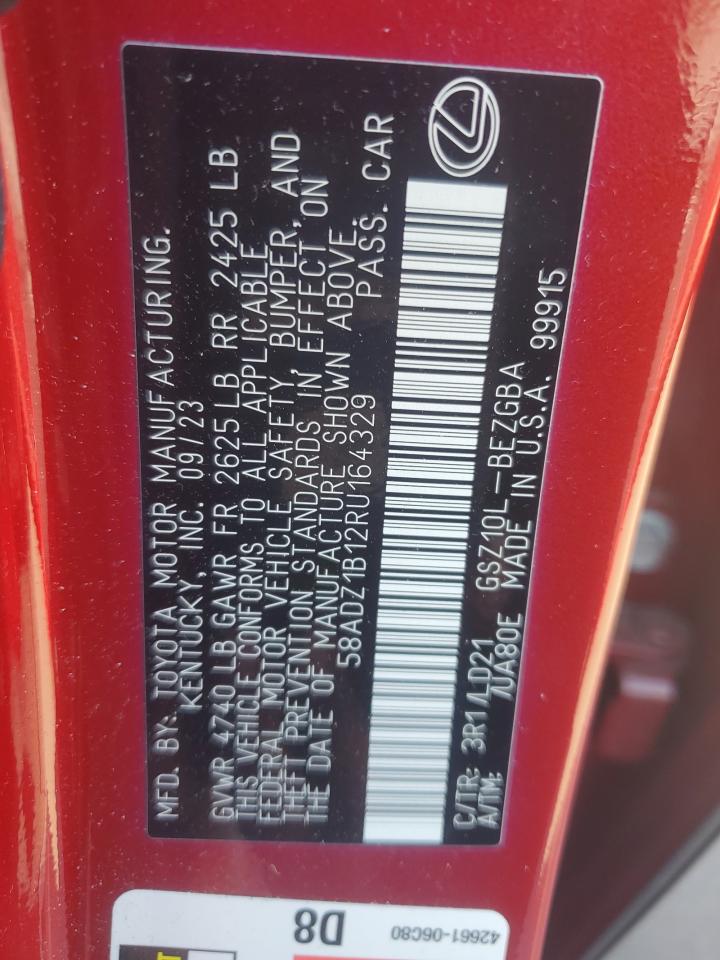 MFD. BY: TOYOTA MOTOR MANUFACTURING.
KENTUCKY, INC. 09/23
GVWR 4740 LB GAWR FR 2625 LB RR 2425 LB
THIS VEHICLE CONFORMS TO ALL APPLICABLE
FEDERAL MOTOR VEHICLE SAFETY, BUMPER, AND
THEFT PREVENTION STANDARDS IN EFFECT ON
THE DATE OF MANUFACTURE SHOWN ABOVE.
58ADZ1B12RU164329 PASS. CAR
C/TR: 3R1/LD21 GSZ10L-BEZGBA
A/TM: /UA80E MADE IN U.S.A. 99915
D8
42661-06C80